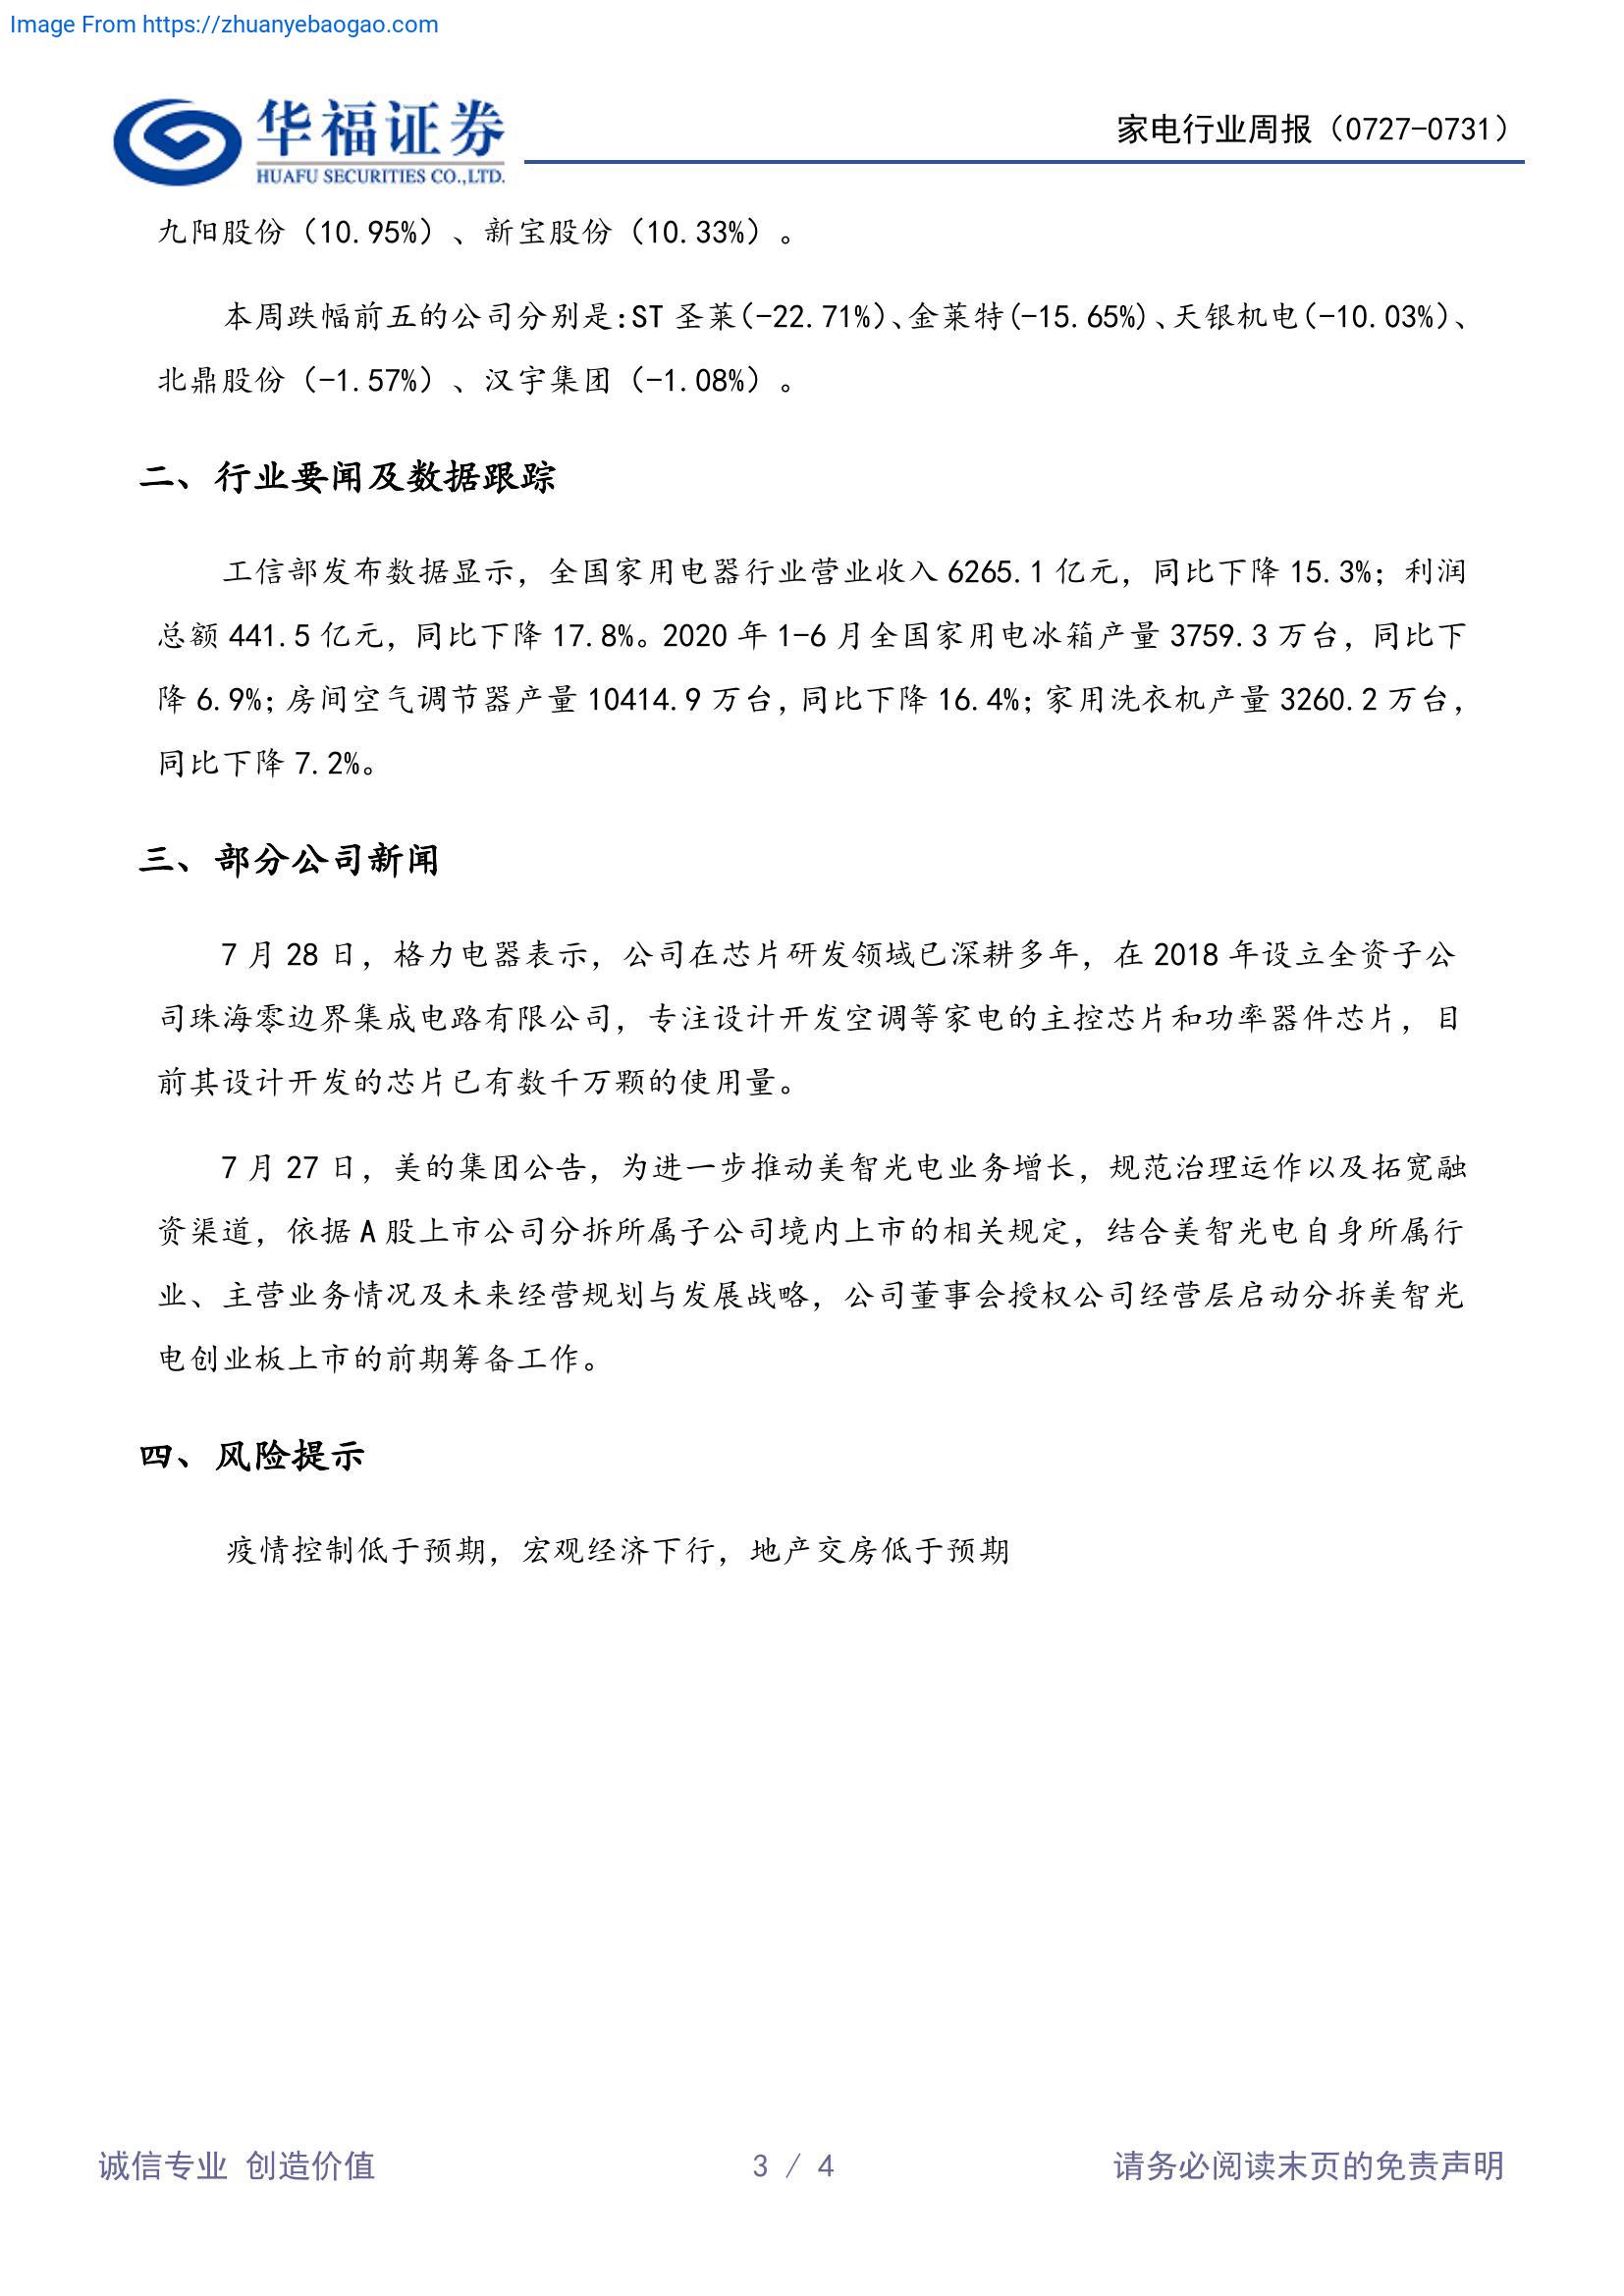 Image From https://zhuanyebaogao.com
华福证券
HUAFU SECURITIES CO.,LTD.
家电行业周报（0727-0731）
九阳股份（10.95%）、新宝股份（10.33%）。
本周跌幅前五的公司分别是:ST 圣莱(-22.71%)、金莱特(-15.65%)、天银机电(-10.03%)、
北鼎股份（-1.57%）、汉宇集团（-1.08%）。
二、行业要闻及数据跟踪
工信部发布数据显示，全国家用电器行业营业收入 6265.1 亿元，同比下降 15.3%；利润
总额 441.5 亿元，同比下降 17.8%。2020 年 1-6 月全国家用电冰箱产量 3759.3 万台，同比下
降 6.9%；房间空气调节器产量 10414.9 万台，同比下降 16.4%；家用洗衣机产量 3260.2 万台，
同比下降 7.2%。
三、部分公司新闻
7 月 28 日，格力电器表示，公司在芯片研发领域已深耕多年，在 2018 年设立全资子公
司珠海零边界集成电路有限公司，专注设计开发空调等家电的主控芯片和功率器件芯片，目
前其设计开发的芯片已有数千万颗的使用量。
7 月 27 日，美的集团公告，为进一步推动美智光电业务增长，规范治理运作以及拓宽融
资渠道，依据 A 股上市公司分拆所属子公司境内上市的相关规定，结合美智光电自身所属行
业、主营业务情况及未来经营规划与发展战略，公司董事会授权公司经营层启动分拆美智光
电创业板上市的前期筹备工作。
四、风险提示
疫情控制低于预期，宏观经济下行，地产交房低于预期
诚信专业 创造价值
3 / 4
请务必阅读末页的免责声明